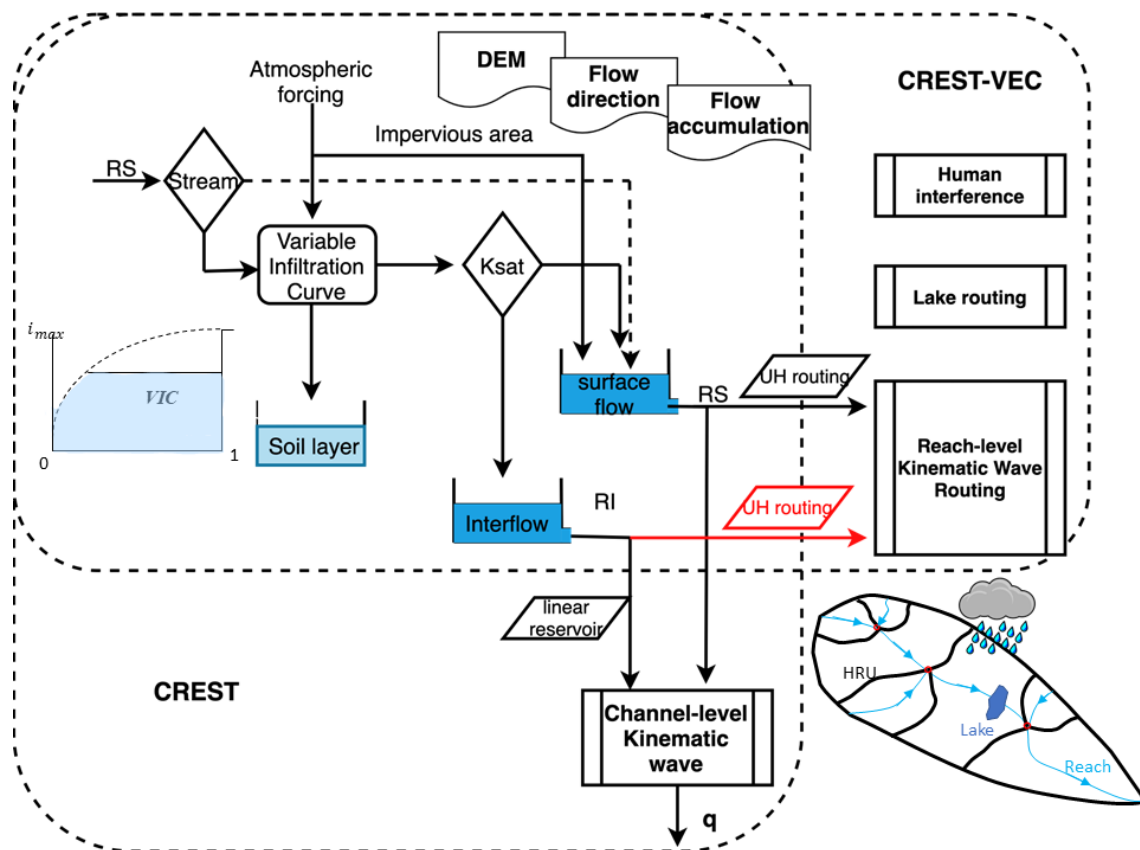 DEM
Flow
direction
Flow
accumulation
CREST-VEC
Atmospheric
forcing
Impervious area
RS
Stream
Human
interference
Variable
Infiltration
Curve
Ksat
Lake routing
i_max
VIC
0
1
Soil layer
surface
flow
RS
UH routing
Reach-level
Kinematic Wave
Routing
Interflow
RI
UH routing
linear
reservoir
CREST
Channel-level
Kinematic
wave
q
HRU
Lake
Reach